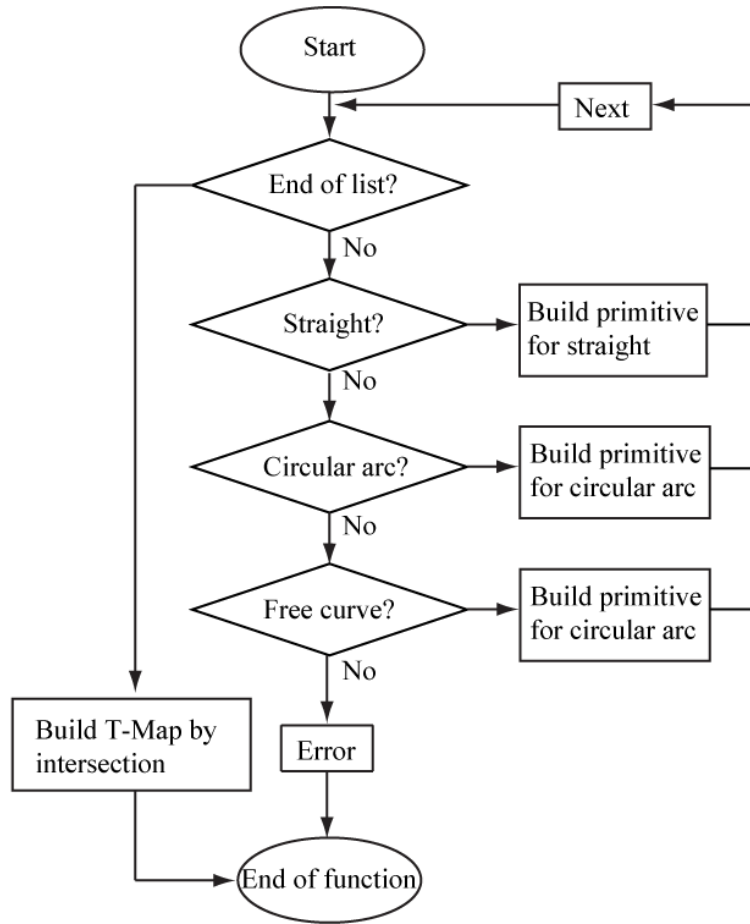 Start
Next
End of list?
No
Straight?
Build primitive
for straight
No
Circular arc?
Build primitive
for circular arc
No
Free curve?
Build primitive
for circular arc
No
Build T-Map by
intersection
Error
End of function